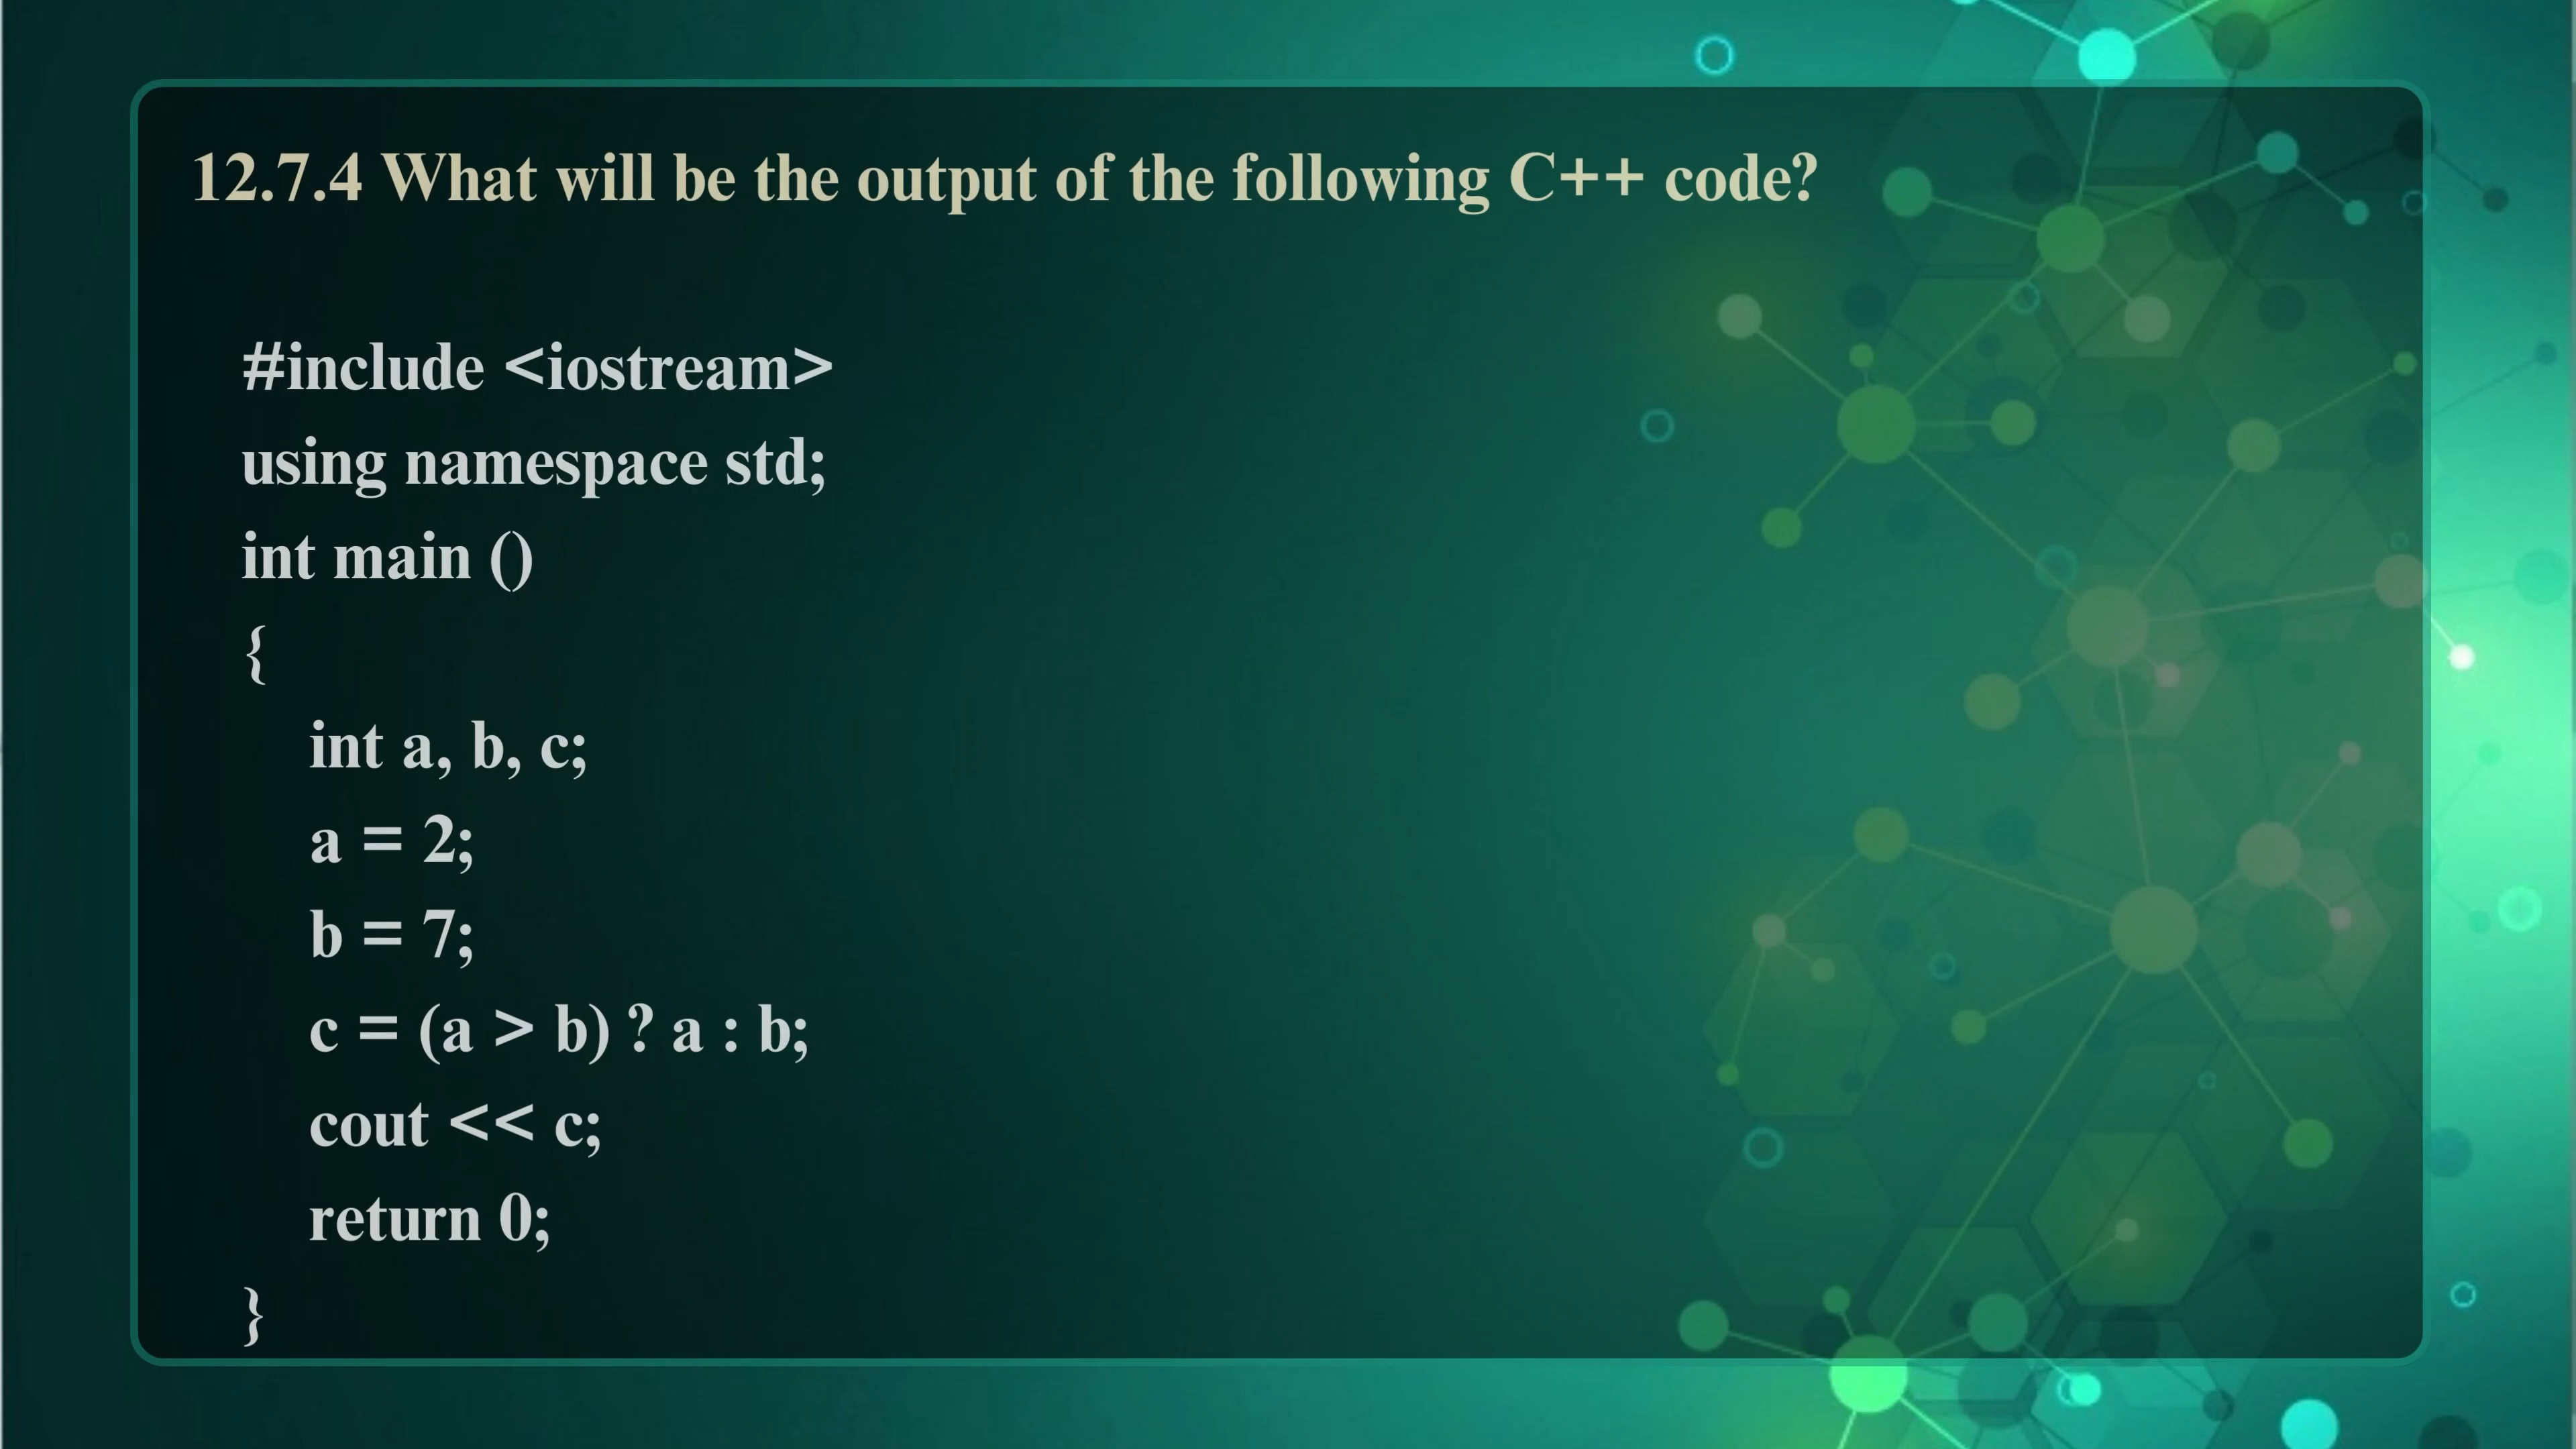 12.7.4 What will be the output of the following C++ code?
#include <iostream>
using namespace std;
int main ()
{
int a, b, c;
a = 2;
b = 7;
c = (a > b) ? a : b;
cout << c;
return 0;
}